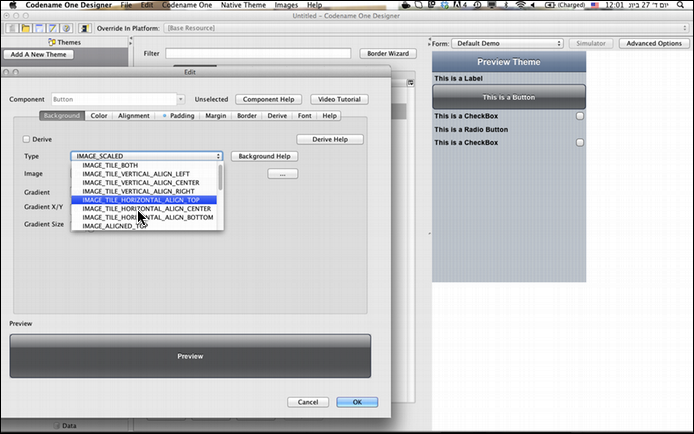 Codename One Designer File Edit Codename One Native Theme Images Help (Charged) 12:01 יום ד' 27 ביונ
Untitled – Codename One Designer
Override In Platform: [Base Resource]
Themes
Add A New Theme
Filter
Border Wizard
Form: Default Demo Simulator Advanced Options
Edit
Component Button Unselected Component Help Video Tutorial
Background Color Alignment * Padding Margin Border Derive Font Help
Derive Derive Help
Type IMAGE_SCALED Background Help
IMAGE_TILE_BOTH
Image IMAGE_TILE_VERTICAL_ALIGN_LEFT ...
IMAGE_TILE_VERTICAL_ALIGN_CENTER
Gradient IMAGE_TILE_VERTICAL_ALIGN_RIGHT
IMAGE_TILE_HORIZONTAL_ALIGN_TOP
Gradient X/Y IMAGE_TILE_HORIZONTAL_ALIGN_CENTER
IMAGE_TILE_HORIZONTAL_ALIGN_BOTTOM
Gradient Size IMAGE_ALIGNED_TOP
Preview
Preview
Cancel OK
Data
Preview Theme
This is a Label
This is a Button
This is a CheckBox
This is a Radio Button
This is a CheckBox